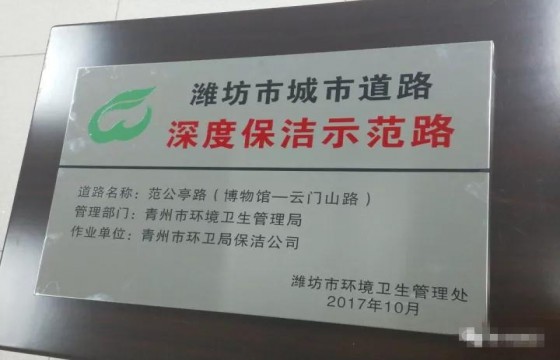 潍坊市城市道路
深度保洁示范路
道路名称：范公亭路（博物馆—云门山路）
管理部门：青州市环境卫生管理局
作业单位：青州市环卫局保洁公司
潍坊市环境卫生管理处
2017年10月